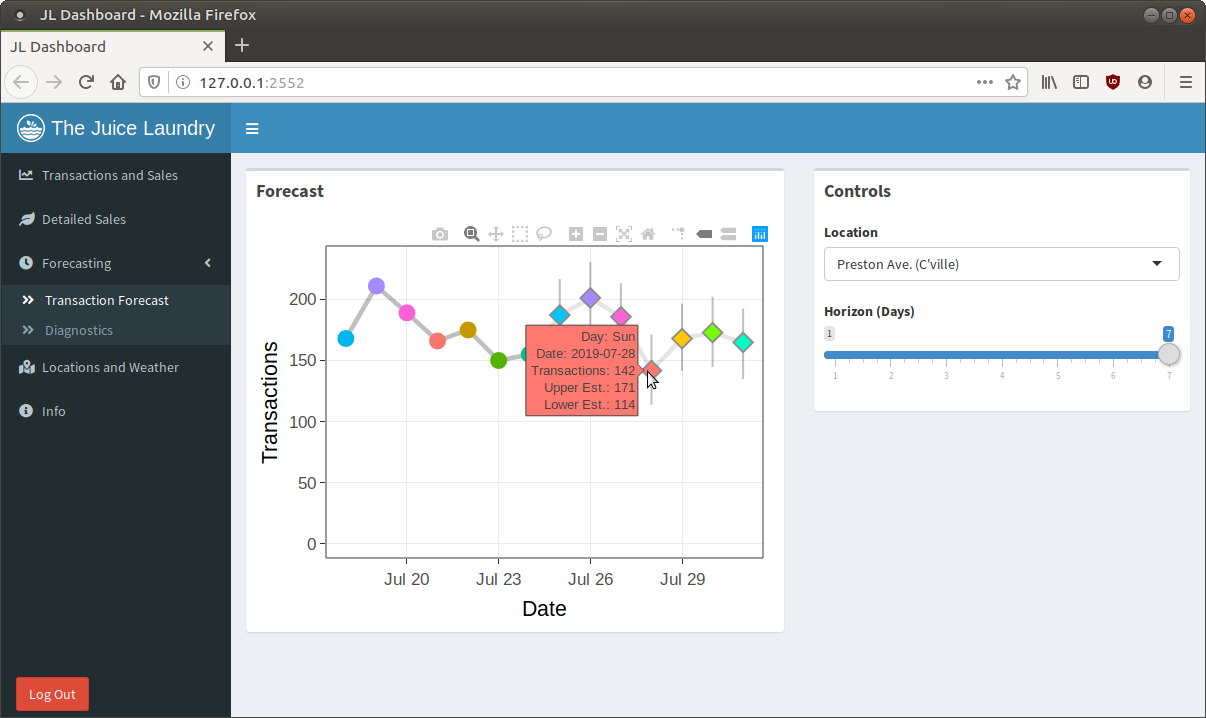 JL Dashboard - Mozilla Firefox
JL Dashboard
127.0.0.1:2552
The Juice Laundry
Transactions and Sales
Detailed Sales
Forecasting
Transaction Forecast
Diagnostics
Locations and Weather
Info
Log Out
Forecast
Transactions
200
150
100
50
0
Day: Sun
Date: 2019-07-28
Transactions: 142
Upper Est.: 171
Lower Est.: 114
Jul 20 Jul 23 Jul 26 Jul 29
Date
Controls
Location
Preston Ave. (C'ville)
Horizon (Days)
1 7
1 2 3 4 5 6 7